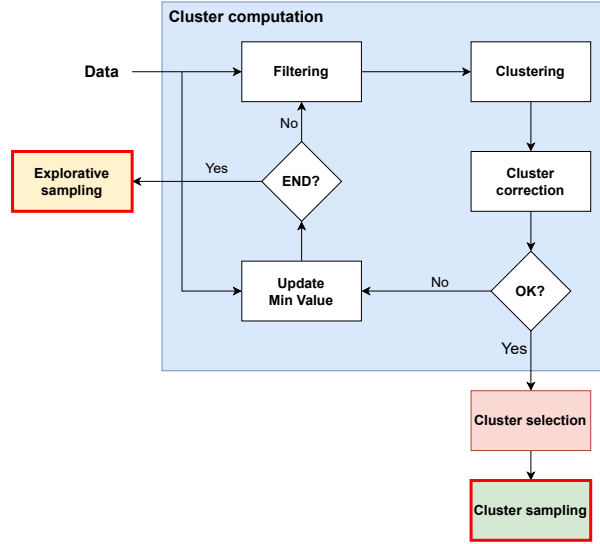 Cluster computation
Data
Filtering
Clustering
No
Explorative
sampling
Yes
END?
Cluster
correction
Update
Min Value
No
OK?
Yes
Cluster selection
Cluster sampling